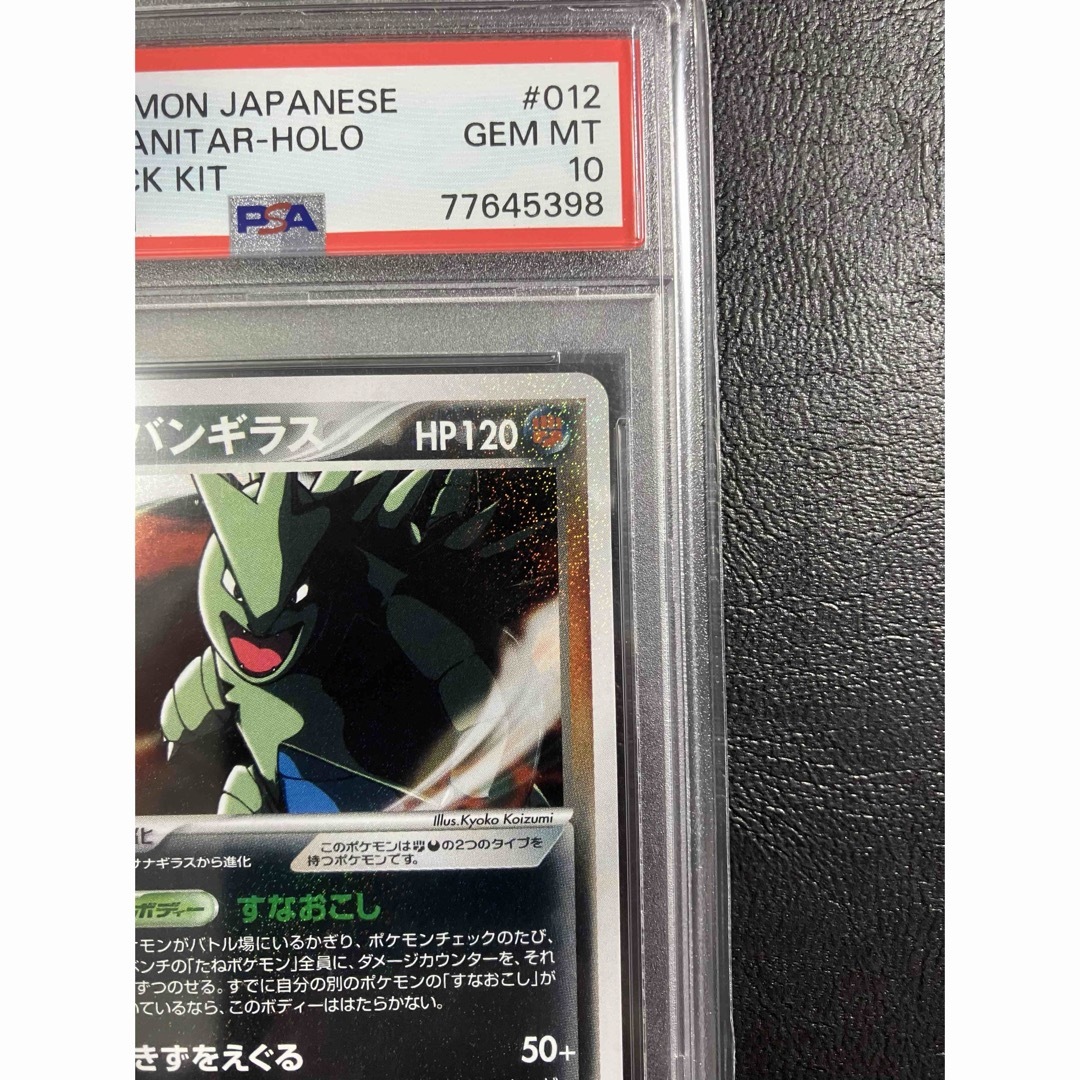 MON JAPANESE #012
ANITAR-HOLO GEM MT
CK KIT 10
PSA 77645398
バンギラス HP120
Illus.Kyoko Koizumi
化
サナギラスから進化
このポケモンは の2つのタイプを
持つポケモンです。
ボディー すなおこし
モンがバトル場にいるかぎり、ポケモンチェックのたび、
ベンチの「たねポケモン」全員に、ダメージカウンターを、それ
ずつのせる。すでに自分の別のポケモンの「すなおこし」が
いているなら、このボディーははたらかない。
きずをえぐる 50+